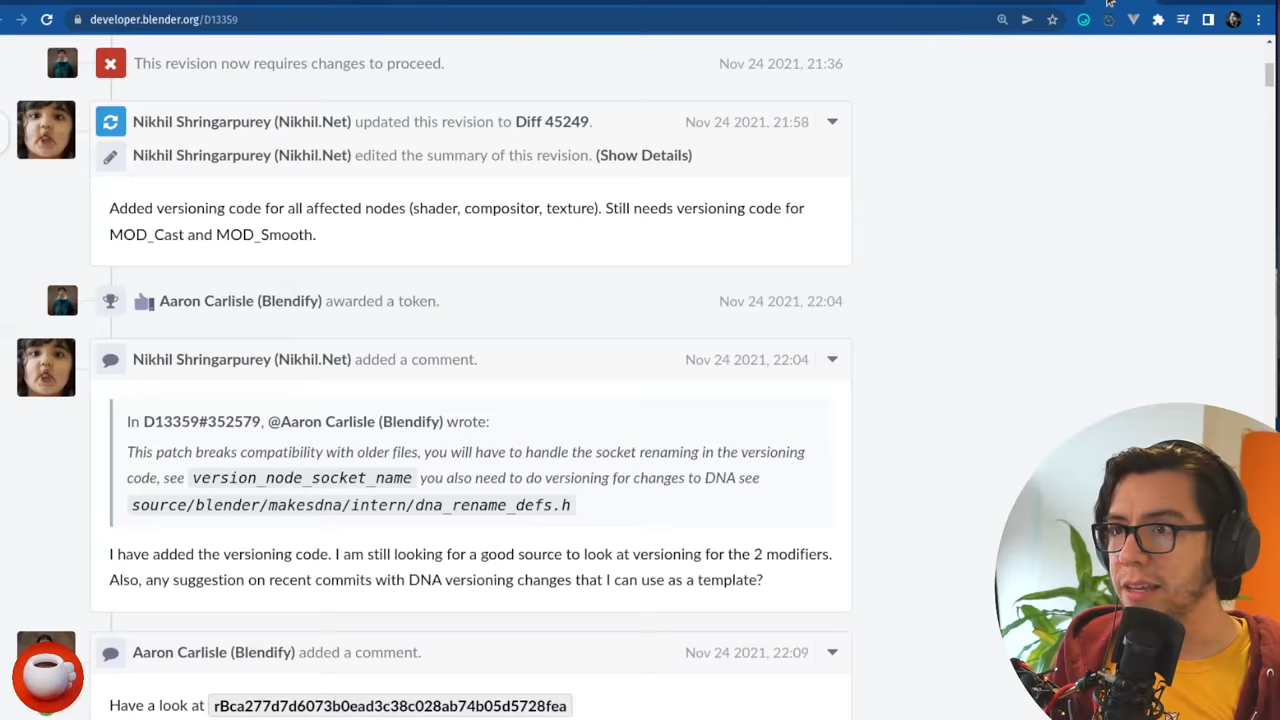 developer.blender.org/D13359
This revision now requires changes to proceed. Nov 24 2021, 21:36
Nikhil Shringarpurey (Nikhil.Net) updated this revision to Diff 45249. Nov 24 2021, 21:58
Nikhil Shringarpurey (Nikhil.Net) edited the summary of this revision. (Show Details)
Added versioning code for all affected nodes (shader, compositor, texture). Still needs versioning code for
MOD_Cast and MOD_Smooth.
Aaron Carlisle (Blendify) awarded a token. Nov 24 2021, 22:04
Nikhil Shringarpurey (Nikhil.Net) added a comment. Nov 24 2021, 22:04
In D13359#352579, @Aaron Carlisle (Blendify) wrote:
This patch breaks compatibility with older files, you will have to handle the socket renaming in the versioning
code, see version_node_socket_name you also need to do versioning for changes to DNA see
source/blender/makesdna/intern/dna_rename_defs.h
I have added the versioning code. I am still looking for a good source to look at versioning for the 2 modifiers.
Also, any suggestion on recent commits with DNA versioning changes that I can use as a template?
Aaron Carlisle (Blendify) added a comment. Nov 24 2021, 22:09
Have a look at rBca277d7d6073b0ead3c38c028ab74b05d5728fea